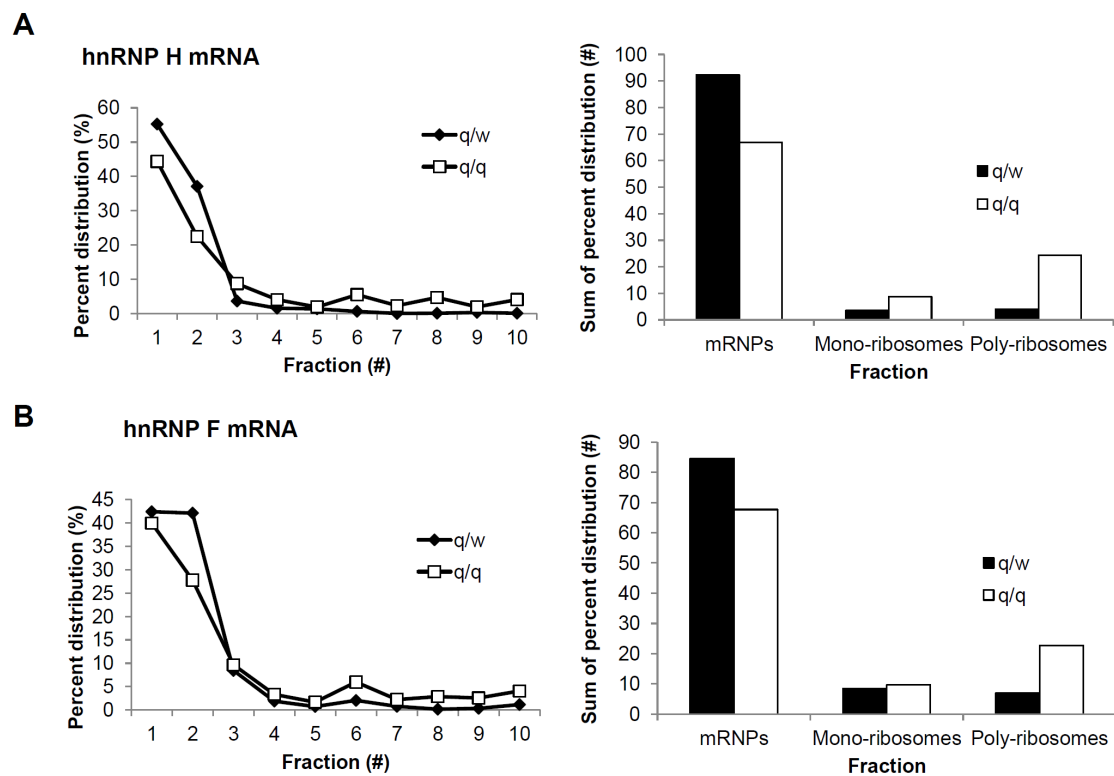 A
hnRNP H mRNA
Percent distribution (%)
60
50
40
30
20
10
0
q/w
q/q
1 2 3 4 5 6 7 8 9 10
Fraction (#)
Sum of percent distribution (#)
100
90
80
70
60
50
40
30
20
10
0
q/w
q/q
mRNPs Mono-ribosomes Poly-ribosomes
Fraction
B
hnRNP F mRNA
Percent distribution (%)
45
40
35
30
25
20
15
10
5
0
q/w
q/q
1 2 3 4 5 6 7 8 9 10
Fraction (#)
Sum of percent distribution (#)
90
80
70
60
50
40
30
20
10
0
q/w
q/q
mRNPs Mono-ribosomes Poly-ribosomes
Fraction